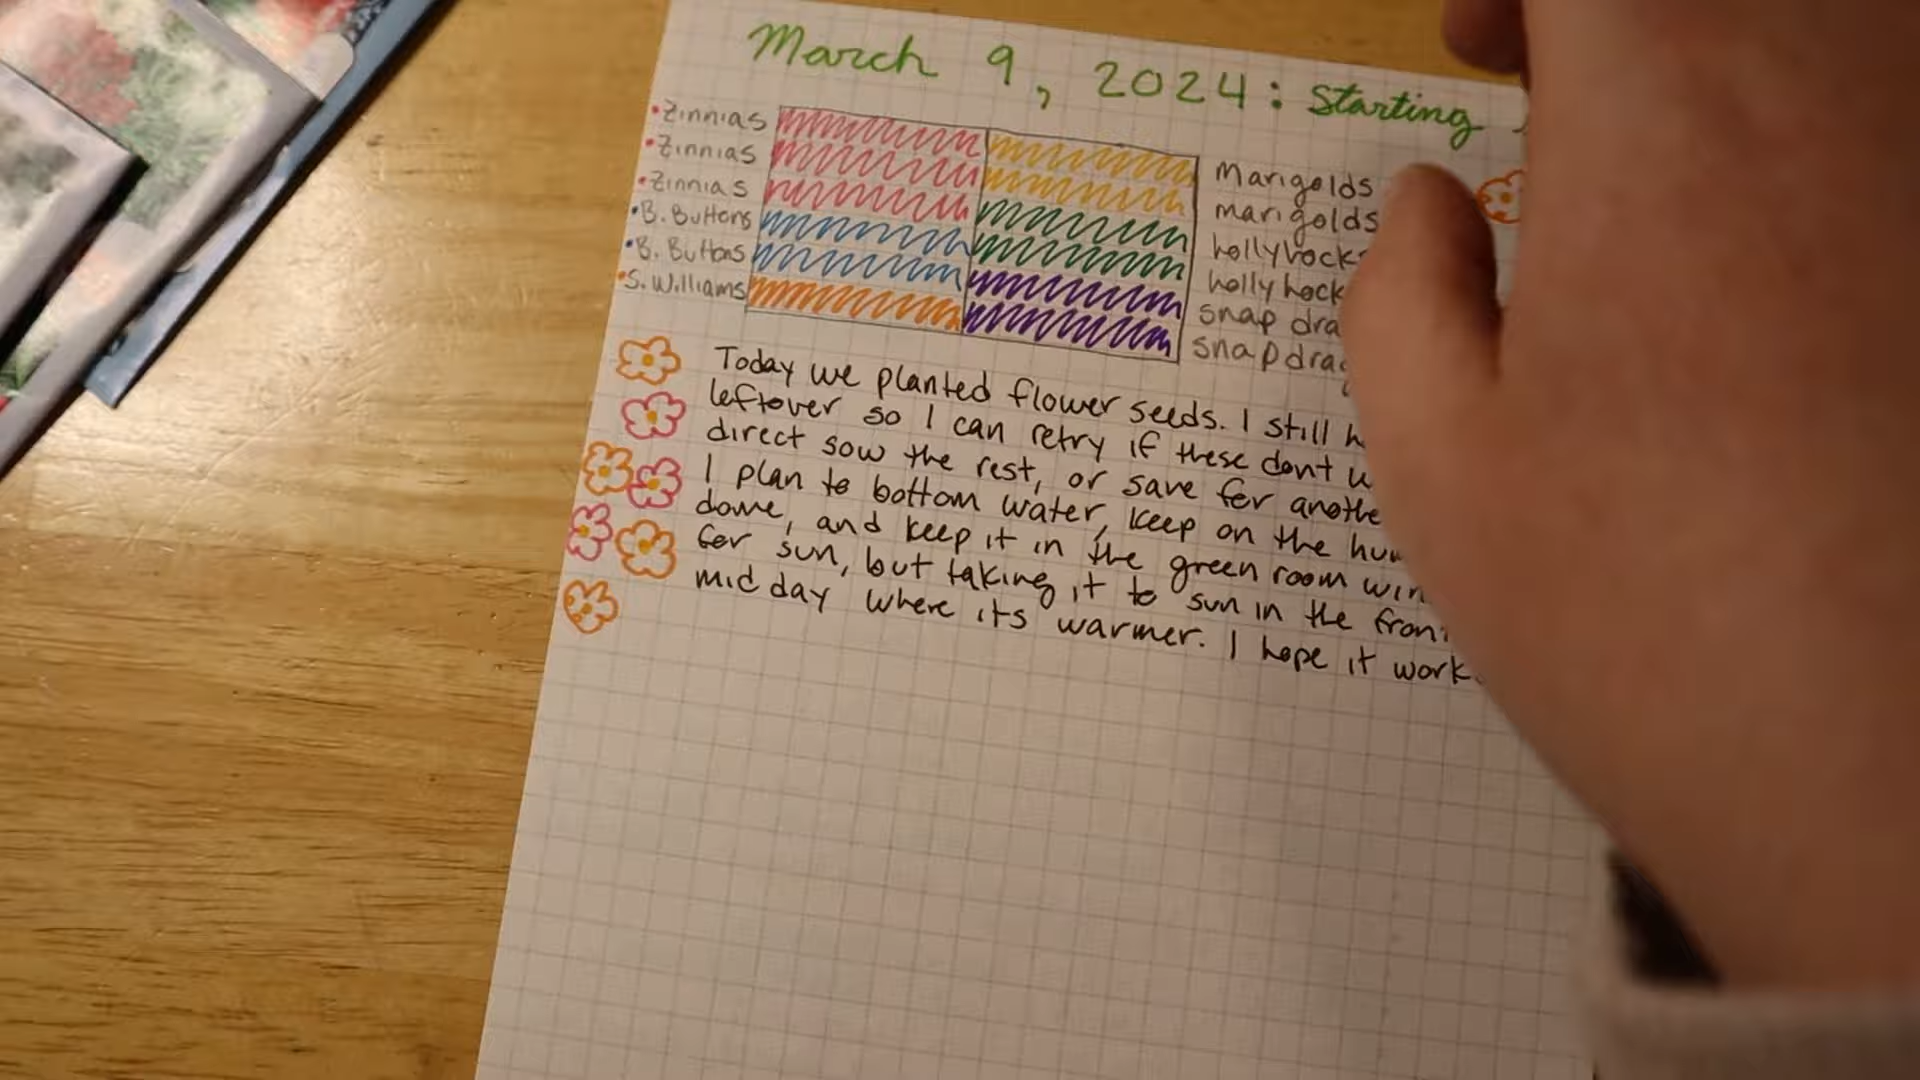 March 9, 2024: Starting
•Zinnias
•Zinnias
•Zinnias
•B. Buttons
•B. Buttons
•S. Williams
Marigolds
marigolds
hollyhock
holly hock
snap dra
snapdrag
Today we planted flower seeds. I still h
leftover so I can retry if these dont w
direct sow the rest, or save for anothe
I plan to bottom water, keep on the hum
dome, and keep it in the green room win
for sun, but taking it to sun in the front
mid day where its warmer. I hope it work